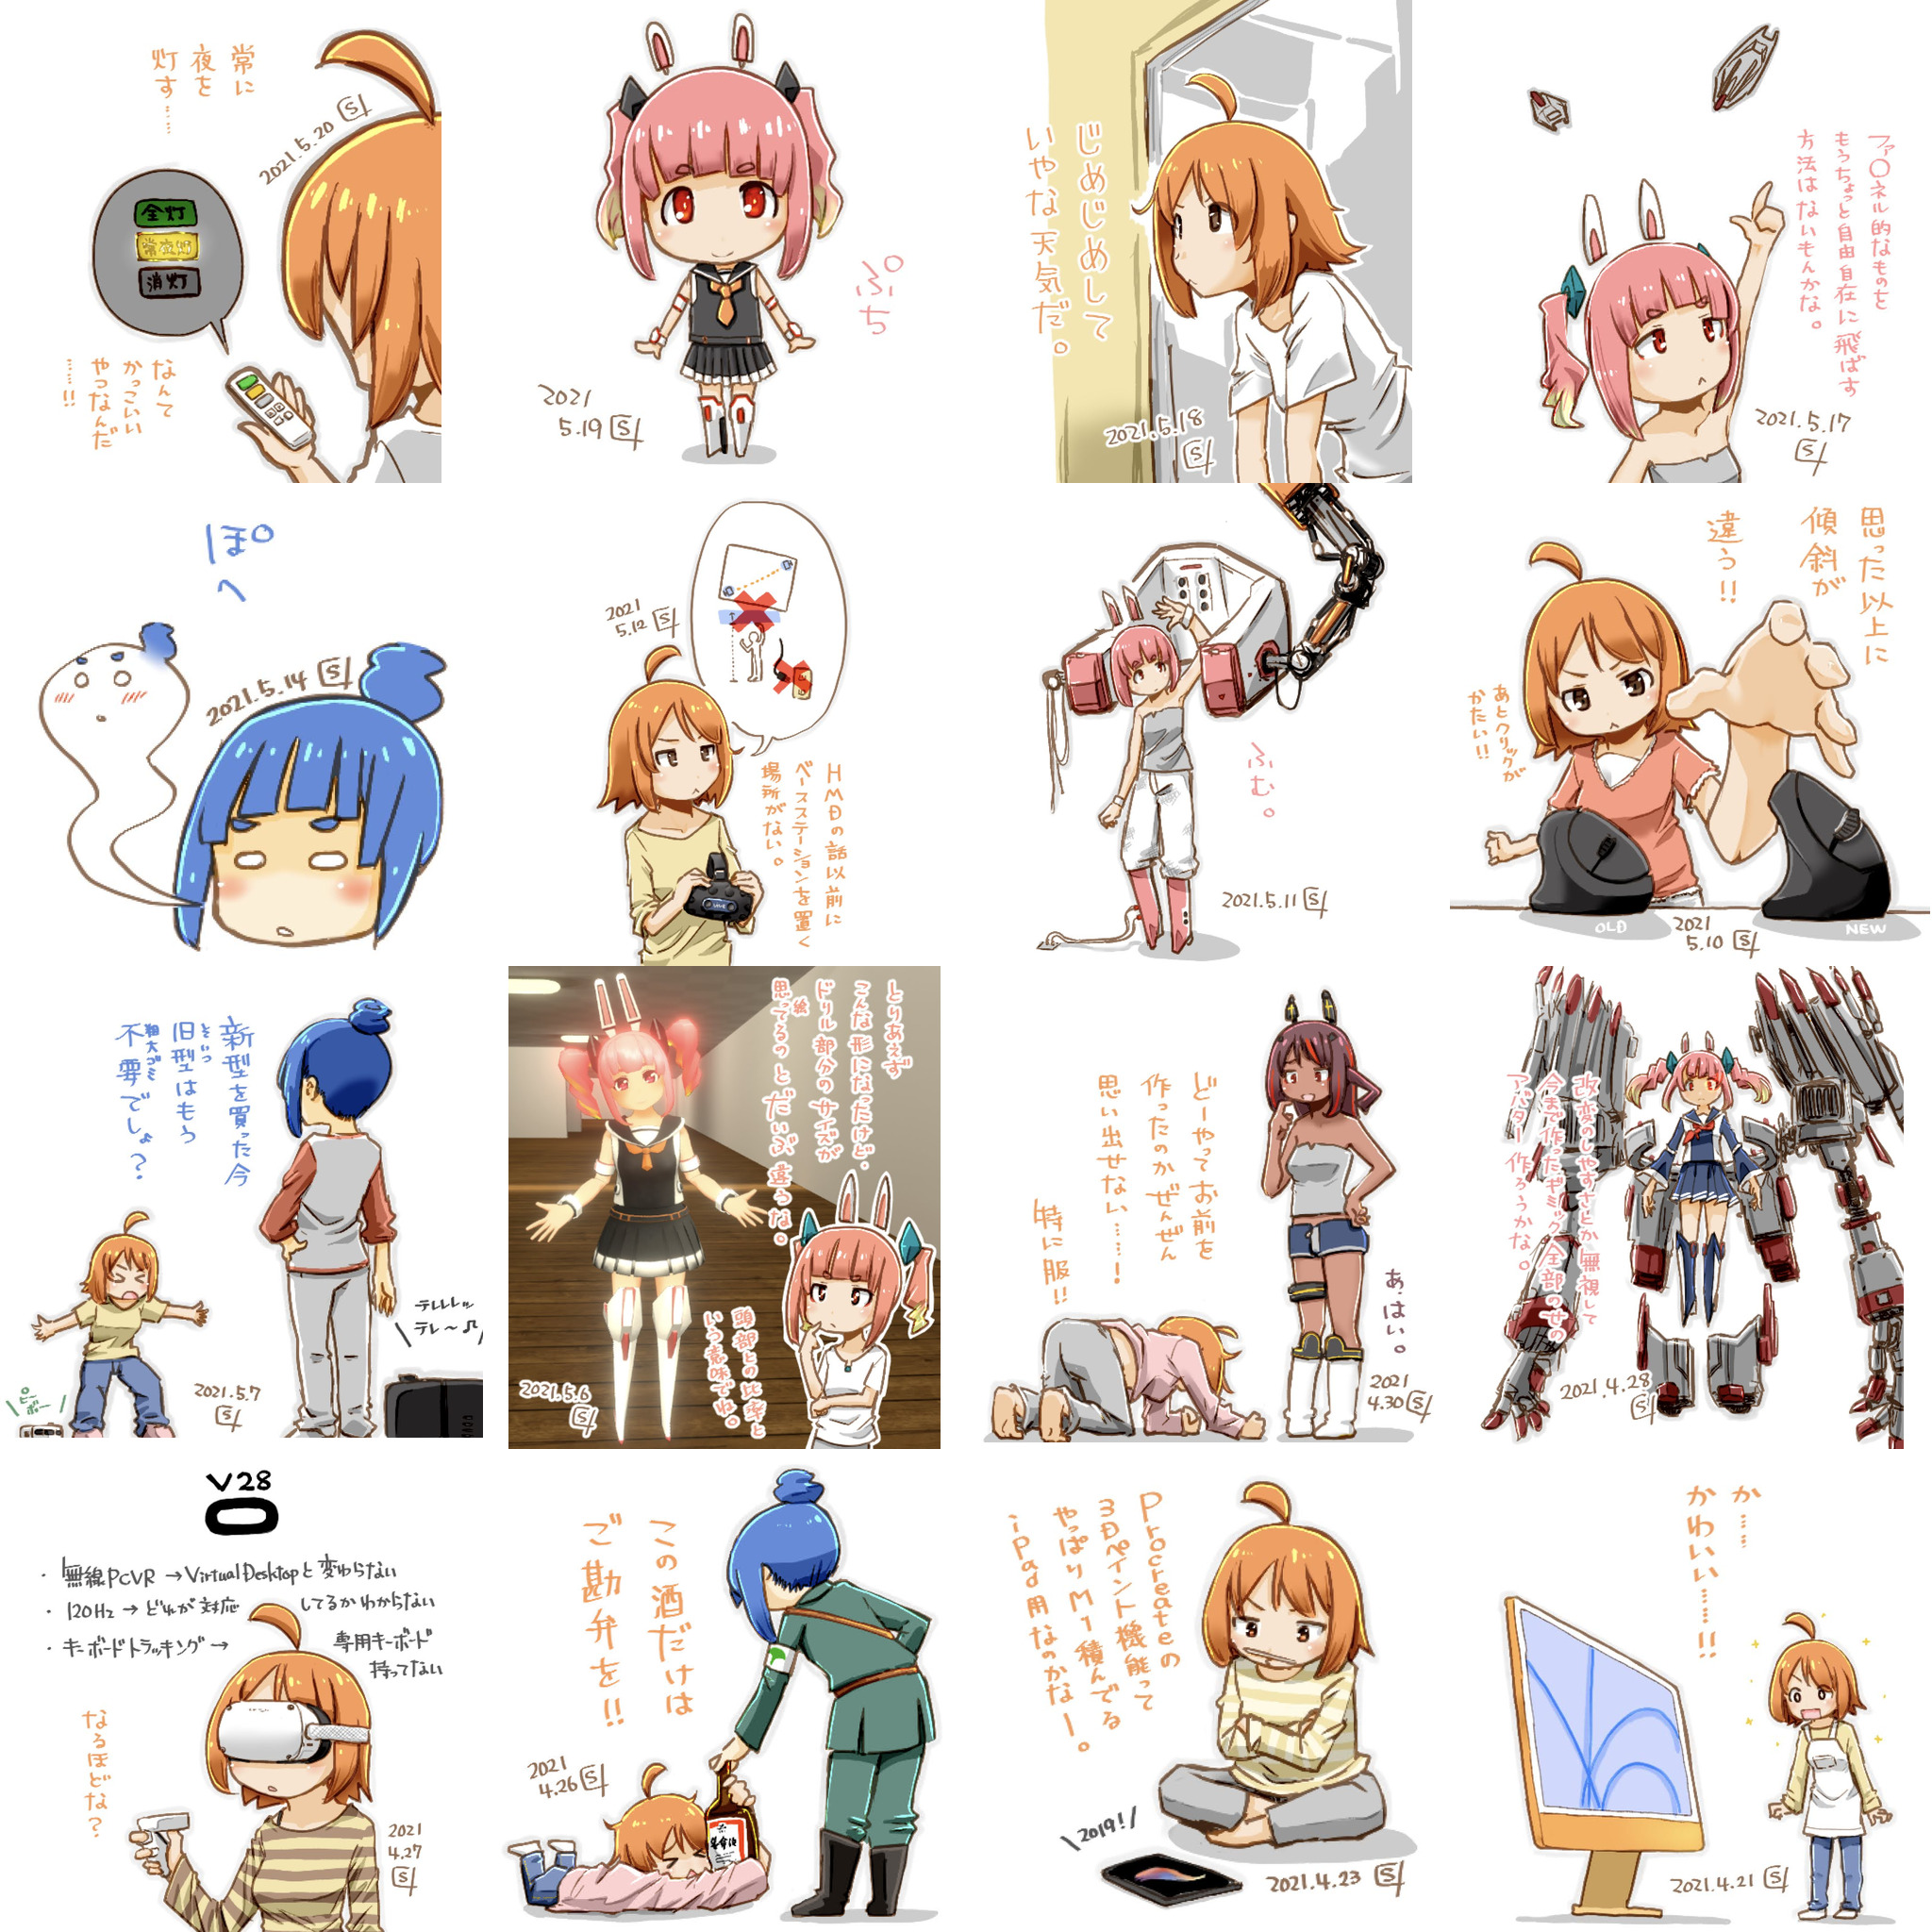 常に
夜を
灯す……
2021.5.20
全灯
常夜灯
消灯
なんて
かっこいい
やつなんだ
……!!
ぷち
2021
5.19
じめじめして
いやな天気だ。
2021.5.18
ファ○ネル的なものを
もうちょっと自由自在に飛ばす
方法はないもんかな。
2021.5.17
ぽへ
2021.5.14
2021
5.12
HMDの話以前に
ベースステーションを置く
場所がない。
ふむ。
2021.5.11
思った以上に
傾斜が
違う!!
あとクリックが
かたい!!
OLD
NEW
2021
5.10
新型を買った今
旧型はもう
そいつ
不要でしょ?
粗大ゴミ
テレレレッ
テレ〜♫
ピンポー
2021.5.7
とりあえず
こんな形になったけど、
ドリル部分のサイズが
思ってるのとだいぶ違うな。
絵
頭部との比率と
いう意味でね。
2021.5.6
どーやってお前を
作ったのかぜんぜん
思い出せない……!
特に服!!
あ、はい。
2021
4.30
改変のしやすさとか無視して
今まで作ったギミック全部のせの
アバター作ろうかな。
2021.4.28
V28
・無線PCVR→Virtual Desktopと変わらない
・120Hz→どれが対応してるかわからない
・キーボードトラッキング→専用キーボード
持ってない
なるほどな?
2021
4.27
この酒だけは
ご勘弁を!!
2021
4.26
Procreateの
3Dペイント機能って
やっぱりM1積んでる
iPad用なのかなー。
2019!
2021.4.23
か……
かわいい……!!
2021.4.21